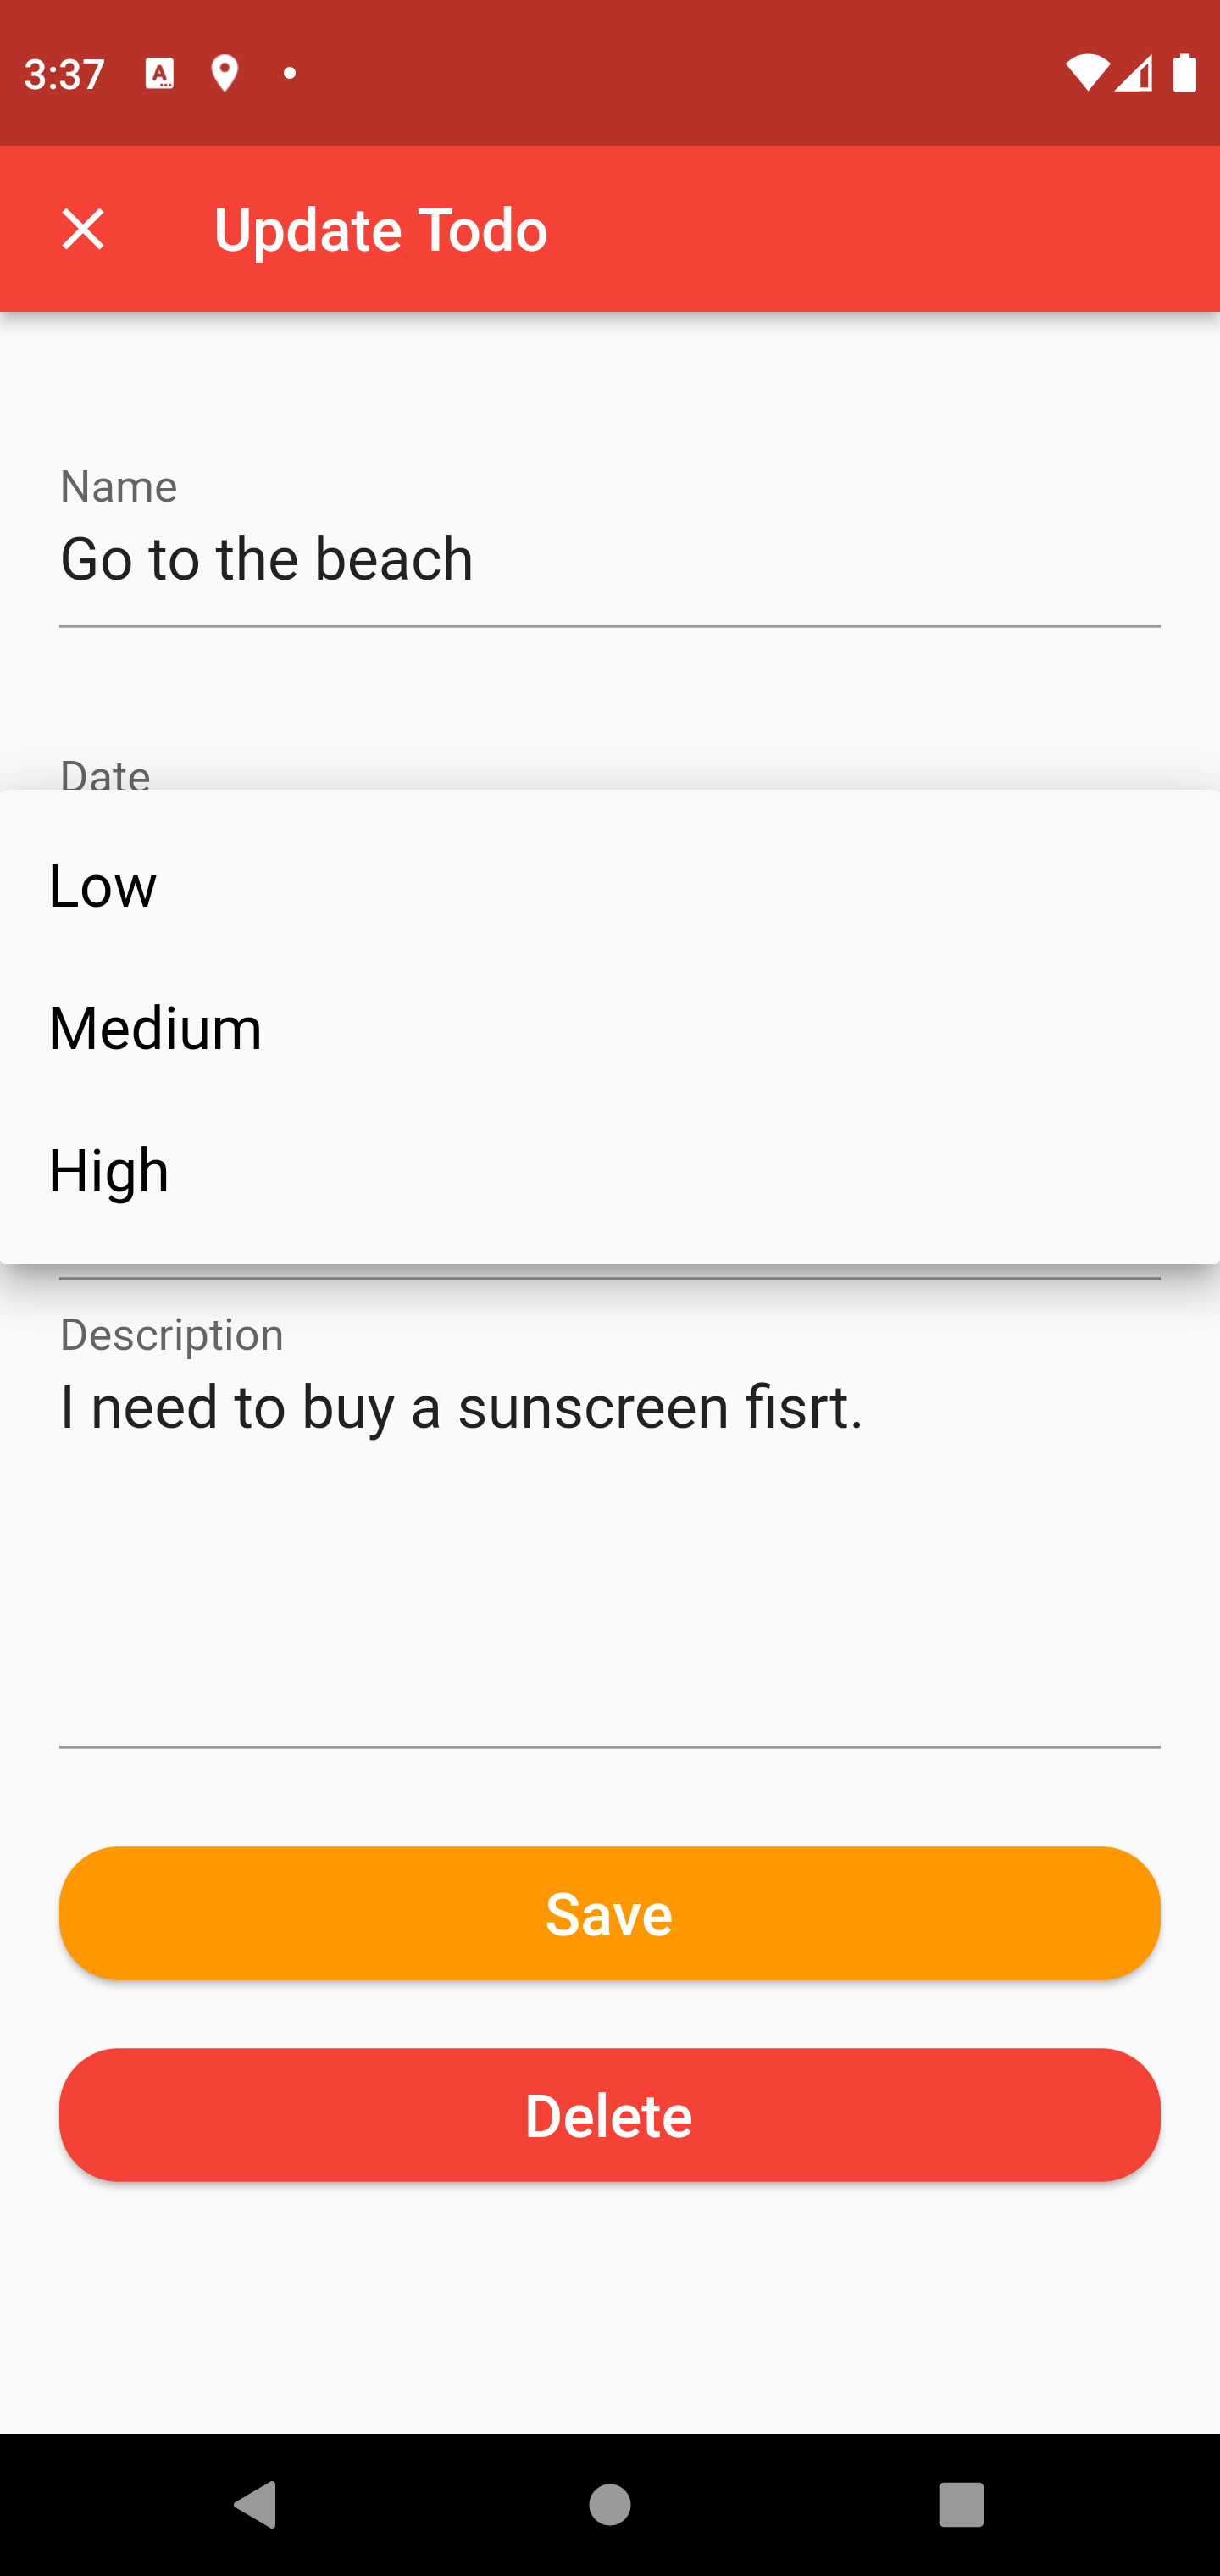 3:37
Update Todo
Name
Go to the beach
Date
Low
Medium
High
Description
I need to buy a sunscreen fisrt.
Save
Delete